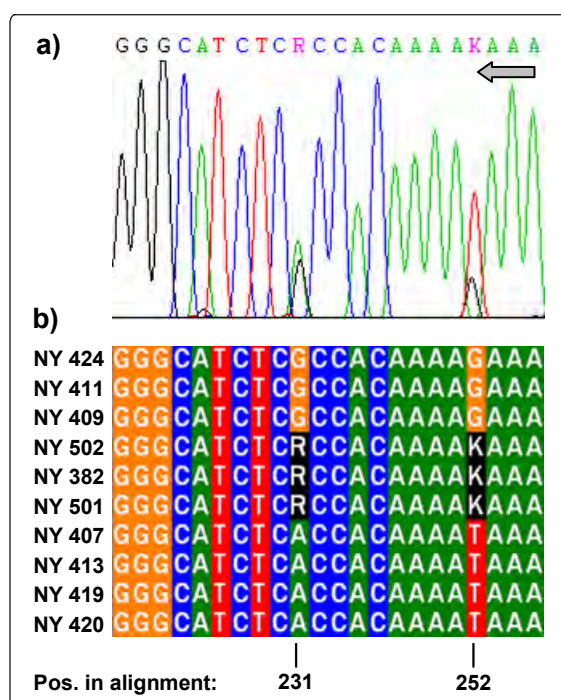 a)
G G G C A T C T C R C C A C A A A A K A A A
b)
NY 424 GGGCATCTCGCCACAAAAGAAA
NY 411 GGGCATCTCGCCACAAAAGAAA
NY 409 GGGCATCTCGCCACAAAAGAAA
NY 502 GGGCATCTCRCCACAAAAKAAA
NY 382 GGGCATCTCRCCACAAAAKAAA
NY 501 GGGCATCTCRCCACAAAAKAAA
NY 407 GGGCATCTCACCACAAAATAAA
NY 413 GGGCATCTCACCACAAAATAAA
NY 419 GGGCATCTCACCACAAAATAAA
NY 420 GGGCATCTCACCACAAAATAAA
Pos. in alignment: 231 252